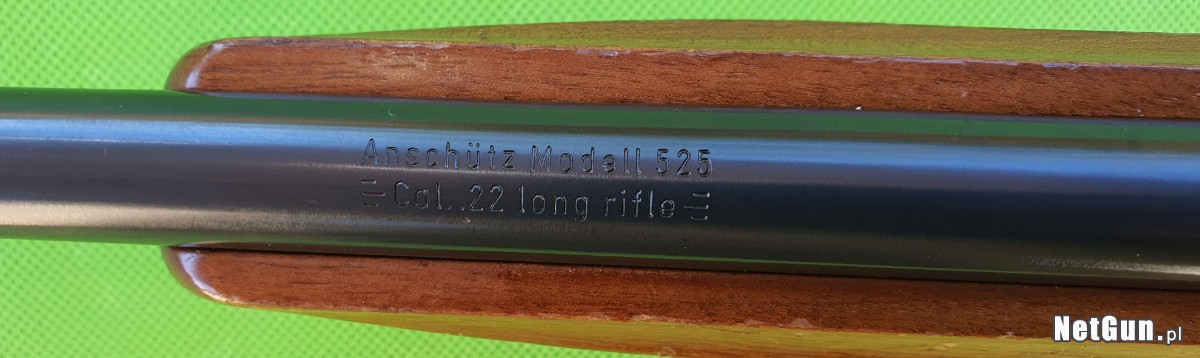 Anschütz Modell 525
Cal. .22 long rifle
NetGun.pl